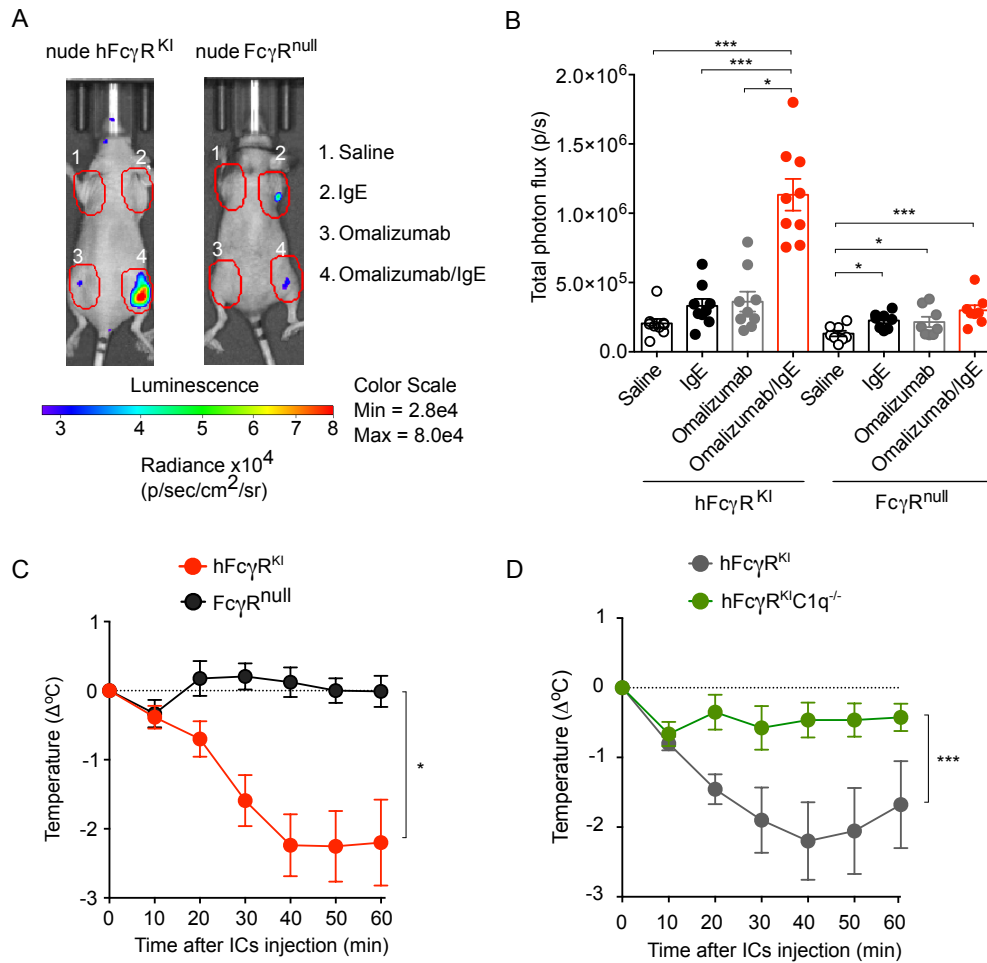 A
nude hFcγR^KI
nude FcγR^null
1
2
3
4
1
2
3
4
1. Saline
2. IgE
3. Omalizumab
4. Omalizumab/IgE
Luminescence
3 4 5 6 7 8
Radiance x10^4
(p/sec/cm^2/sr)
Color Scale
Min = 2.8e4
Max = 8.0e4
B
***
***
*
***
*
*
Total photon flux (p/s)
2.0×10^6
1.5×10^6
1.0×10^6
5.0×10^5
0.0
Saline
IgE
Omalizumab
Omalizumab/IgE
Saline
IgE
Omalizumab
Omalizumab/IgE
hFcγR^KI
FcγR^null
C
hFcγR^KI
FcγR^null
Temperature (Δ°C)
1
0
-1
-2
-3
*
0 10 20 30 40 50 60
Time after ICs injection (min)
D
hFcγR^KI
hFcγR^KIC1q^-/-
Temperature (Δ°C)
1
0
-1
-2
-3
***
0 10 20 30 40 50 60
Time after ICs injection (min)